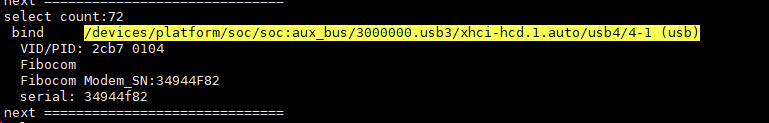 next ==============================
select count:72
bind     /devices/platform/soc/soc:aux_bus/3000000.usb3/xhci-hcd.1.auto/usb4/4-1 (usb)
VID/PID: 2cb7 0104
Fibocom
Fibocom Modem_SN:34944F82
serial: 34944f82
next ==============================